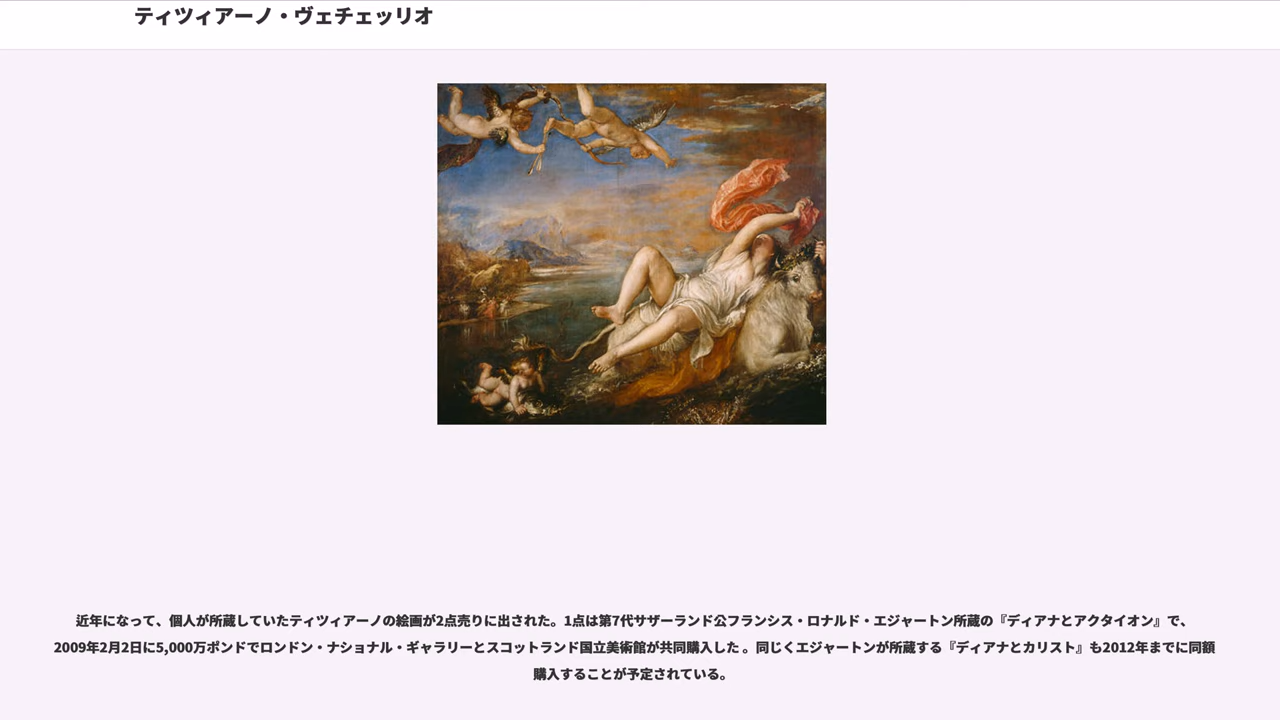 ティツィアーノ・ヴェチェッリオ
近年になって、個人が所蔵していたティツィアーノの絵画が2点売りに出された。1点は第7代サザーランド公フランシス・ロナルド・エジャートン所蔵の『ディアナとアクタイオン』で、
2009年2月2日に5,000万ポンドでロンドン・ナショナル・ギャラリーとスコットランド国立美術館が共同購入した 。同じくエジャートンが所蔵する『ディアナとカリスト』も2012年までに同額
購入することが予定されている。